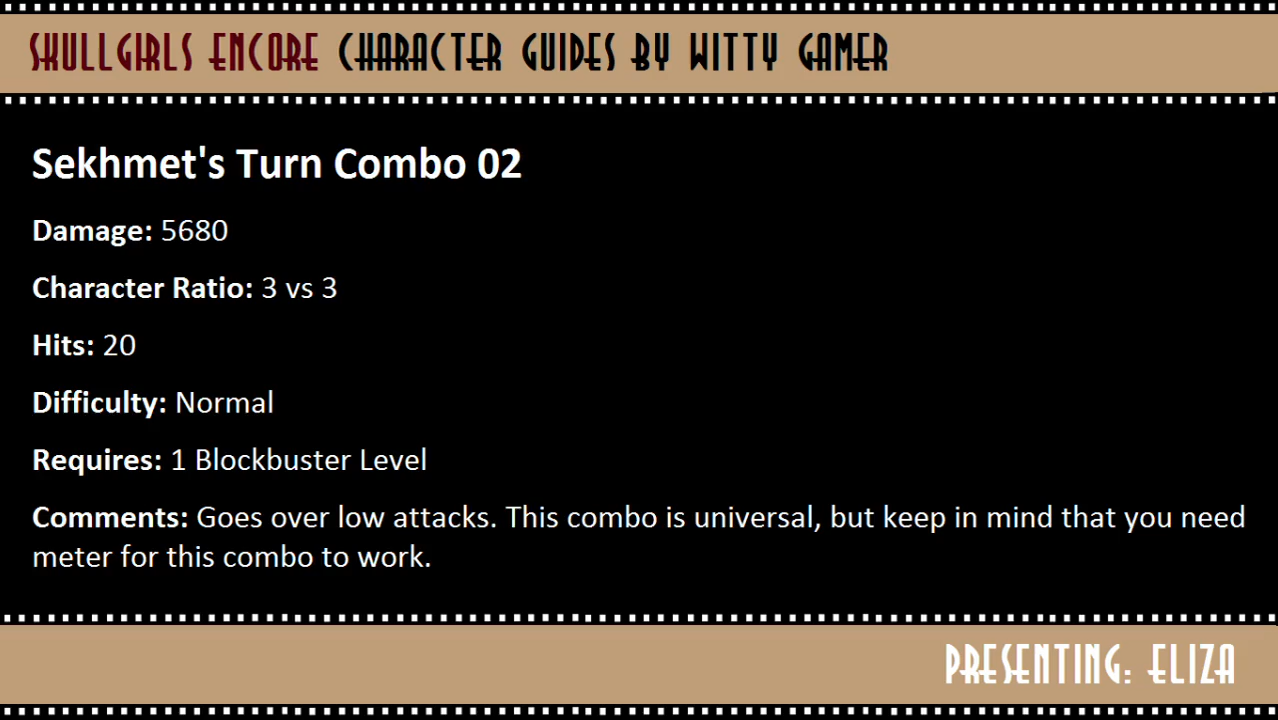 SKULLGIRLS ENCORE CHARACTER GUIDES BY WITTY GAMER
Sekhmet's Turn Combo 02
Damage: 5680
Character Ratio: 3 vs 3
Hits: 20
Difficulty: Normal
Requires: 1 Blockbuster Level
Comments: Goes over low attacks. This combo is universal, but keep in mind that you need
meter for this combo to work.
PRESENTING: ELIZA